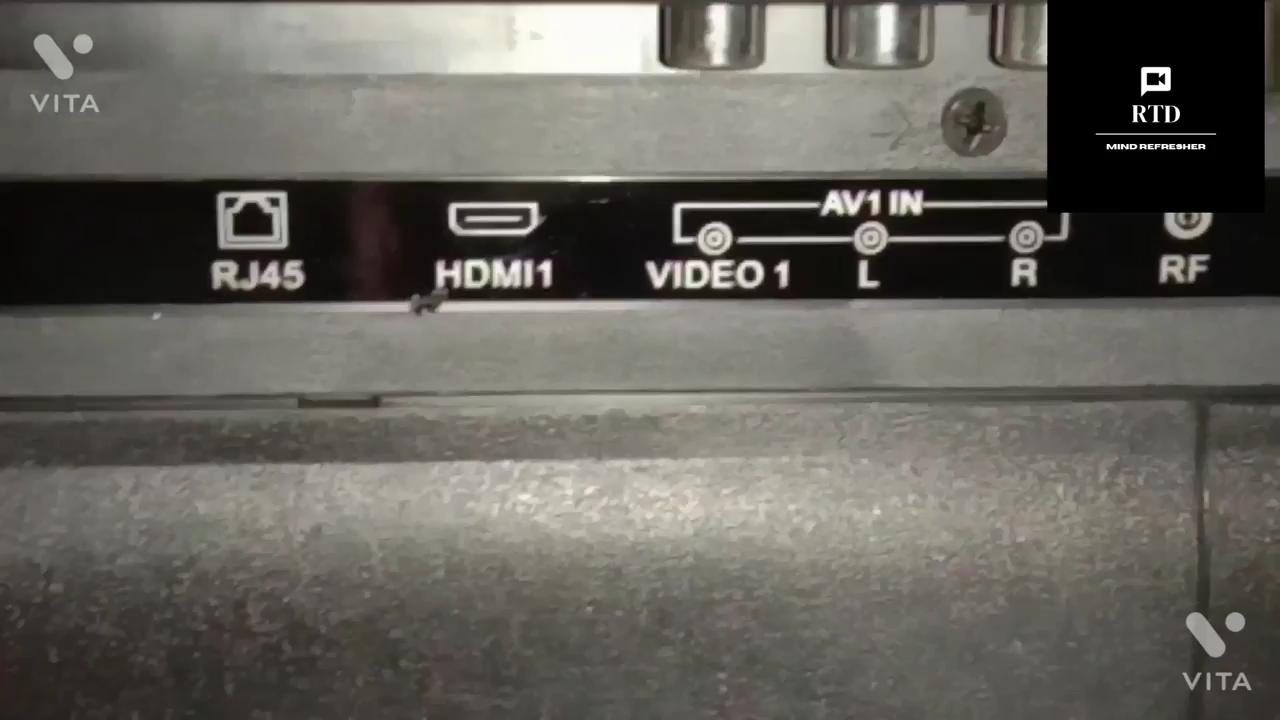 VITA
RTD
MIND REFRESHER
AV1 IN
RJ45
HDMI1
VIDEO 1
L
R
RF
VITA